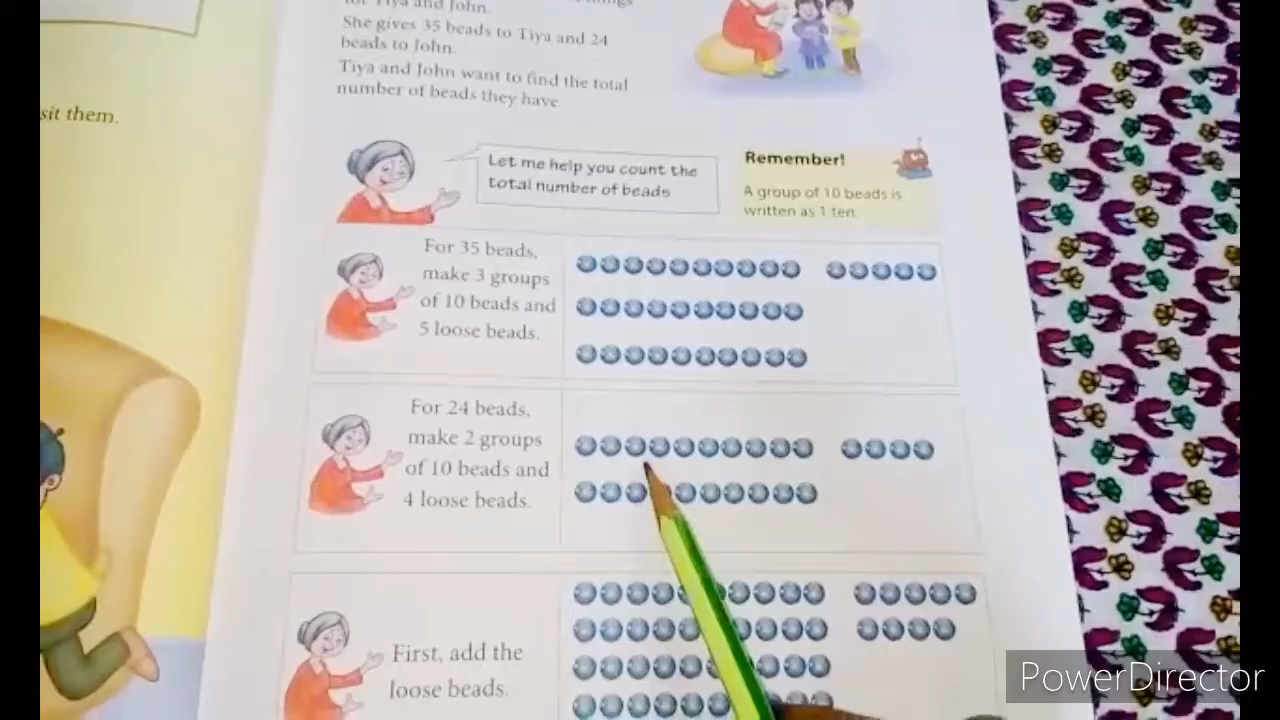 sit them.
for Tiya and John.
She gives 35 beads to Tiya and 24
beads to John.
Tiya and John want to find the total
number of beads they have
Let me help you count the
total number of beads
Remember!
A group of 10 beads is
written as 1 ten
For 35 beads,
make 3 groups
of 10 beads and
5 loose beads.
For 24 beads,
make 2 groups
of 10 beads and
4 loose beads.
First, add the
loose beads.
PowerDirector